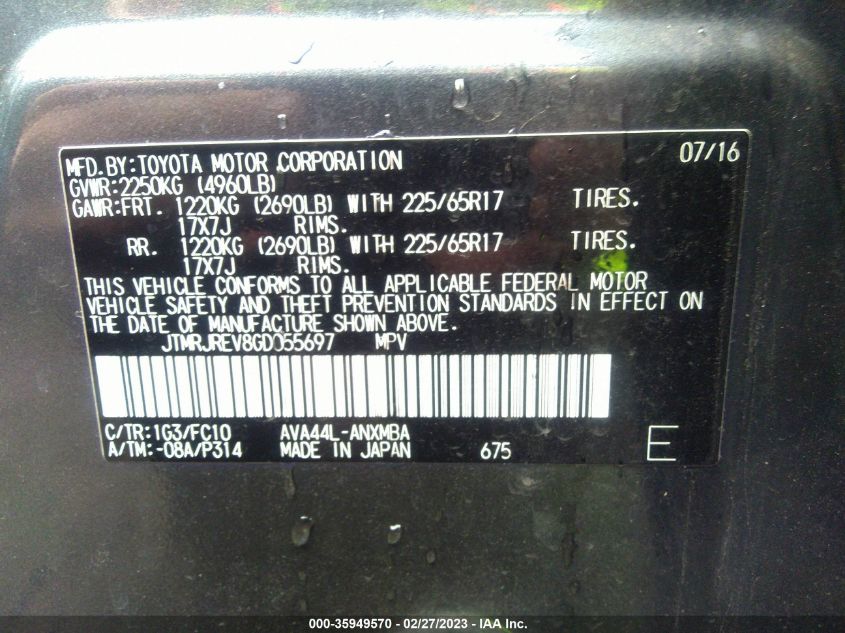 MFD.BY:TOYOTA MOTOR CORPORATION 07/16
GVWR:2250KG (4960LB)
GAWR:FRT. 1220KG (2690LB) WITH 225/65R17 TIRES.
17X7J RIMS.
RR. 1220KG (2690LB) WITH 225/65R17 TIRES.
17X7J RIMS.
THIS VEHICLE CONFORMS TO ALL APPLICABLE FEDERAL MOTOR
VEHICLE SAFETY AND THEFT PREVENTION STANDARDS IN EFFECT ON
THE DATE OF MANUFACTURE SHOWN ABOVE.
JTMRJREV8GD055697 MPV
C/TR:1G3/FC10 AVA44L-ANXMBA
A/TM:-08A/P314 MADE IN JAPAN 675 E
000-35949570 - 02/27/2023 - IAA, Inc.